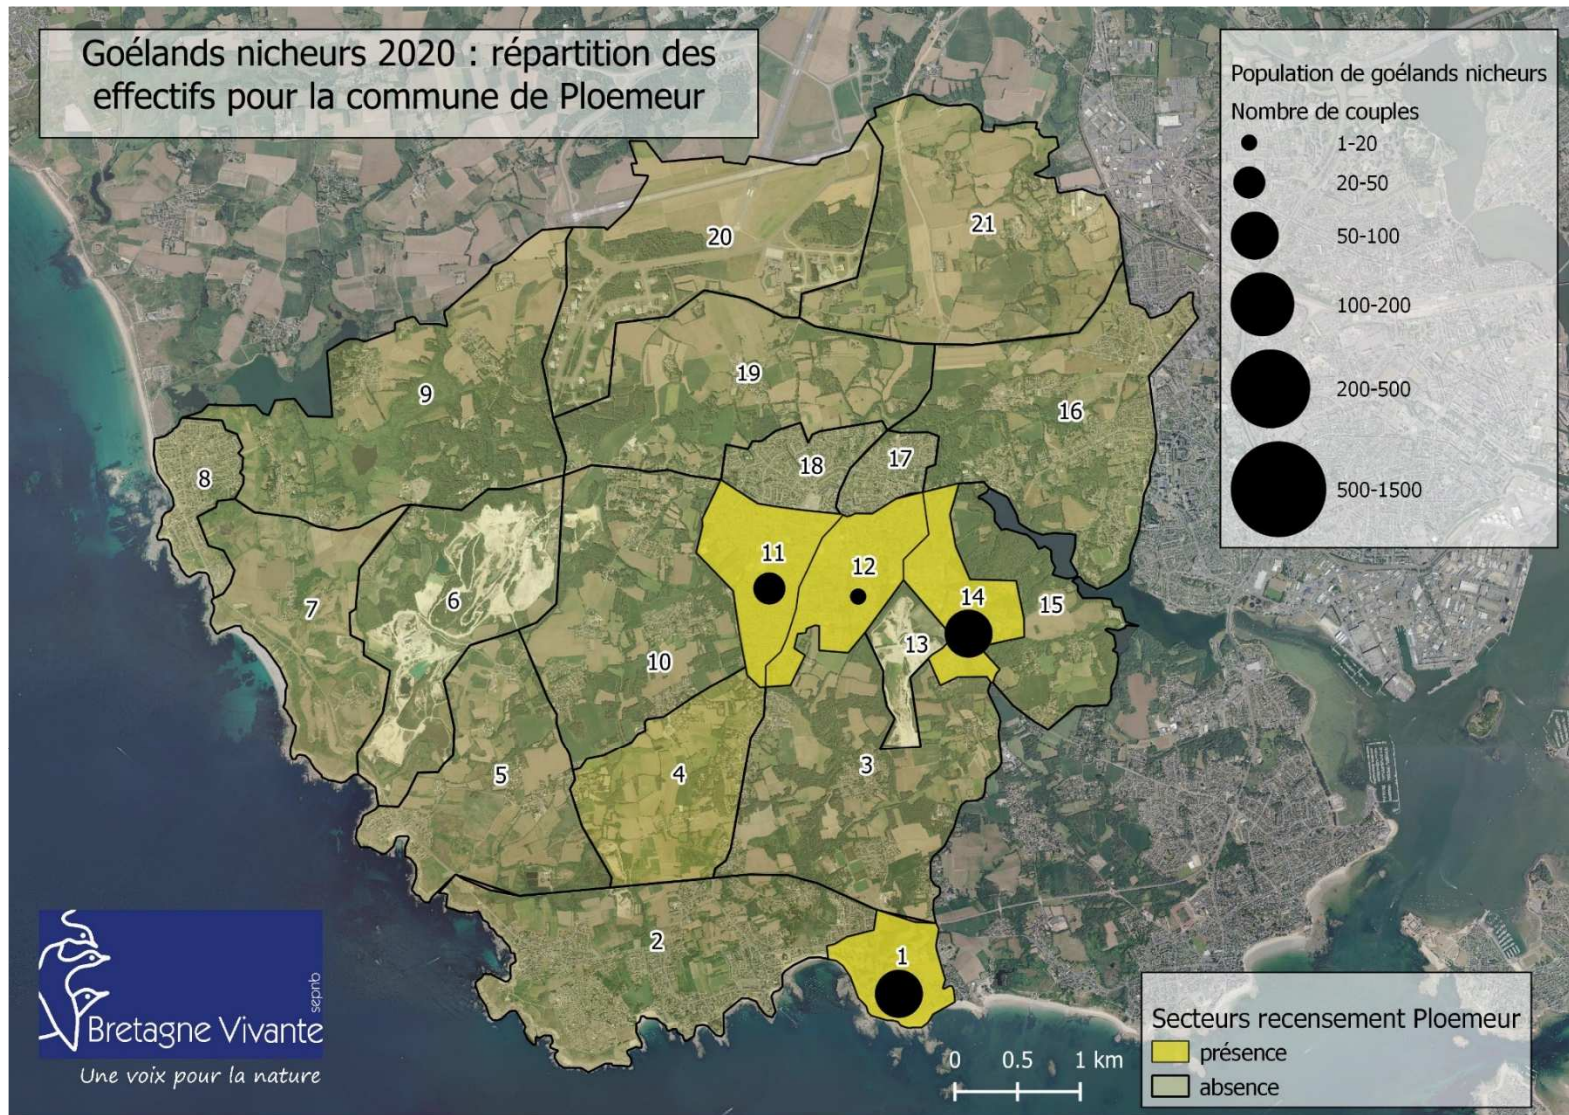 Goélands nicheurs 2020 : répartition des
effectifs pour la commune de Ploemeur
Population de goélands nicheurs
Nombre de couples
1-20
20-50
50-100
100-200
200-500
500-1500
20
21
19
9
16
18
17
8
11
12
6
7
14
15
13
10
5
4
3
2
1
sepnb
Bretagne Vivante
Une voix pour la nature
0 0.5 1 km
Secteurs recensement Ploemeur
présence
absence